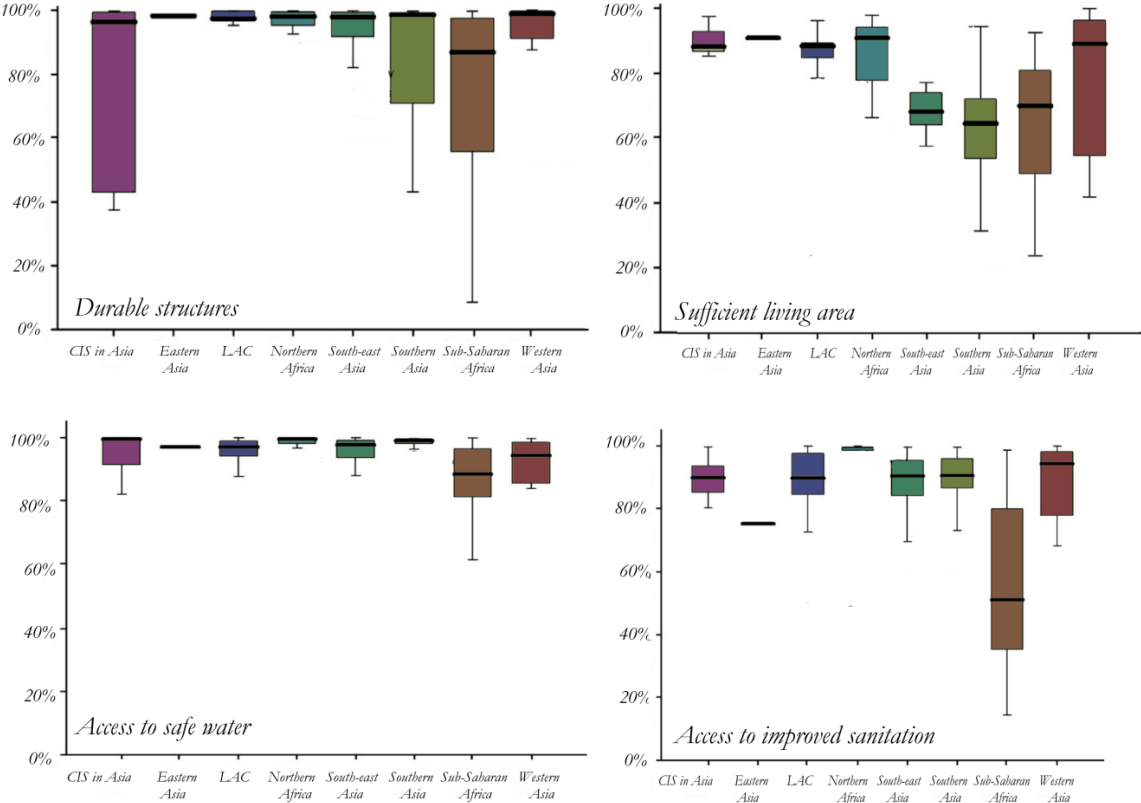 100%
80%
60%
40%
20%
0%
Durable structures
CIS in Asia Eastern LAC Northern South-east Southern Sub-Saharan Western
Asia Africa Asia Asia Africa Asia
100%
80%
60%
40%
20%
0%
Sufficient living area
CIS in Asia Eastern LAC Northern South-east Southern Sub-Saharan Western
Asia Africa Asia Asia Africa Asia
100%
80%
60%
40%
20%
0%
Access to safe water
CIS in Asia Eastern LAC Northern South-east Southern Sub-Saharan Western
Asia Africa Asia Asia Africa Asia
100%
80%
60%
40%
20%
0%
Access to improved sanitation
CIS in Asia Eastern LAC Northern South-east Southern Sub-Saharan Western
Asia Africa Asia Asia Africa Asia